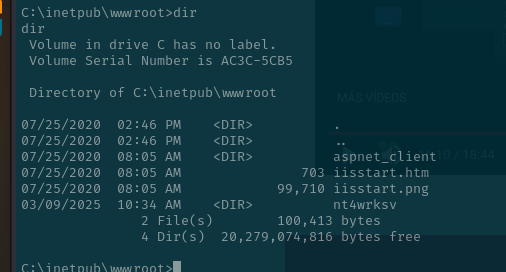 C:\inetpub\wwwroot>dir
dir
 Volume in drive C has no label.
 Volume Serial Number is AC3C-5CB5

 Directory of C:\inetpub\wwwroot

07/25/2020  02:46 PM    <DIR>          .
07/25/2020  02:46 PM    <DIR>          ..
07/25/2020  08:05 AM    <DIR>          aspnet_client
07/25/2020  08:05 AM               703 iisstart.htm
07/25/2020  08:05 AM            99,710 iisstart.png
03/09/2025  10:34 AM    <DIR>          nt4wrksv
               2 File(s)        100,413 bytes
               4 Dir(s)  20,279,074,816 bytes free

C:\inetpub\wwwroot>
MÁS VÍDEOS
/ 18:44